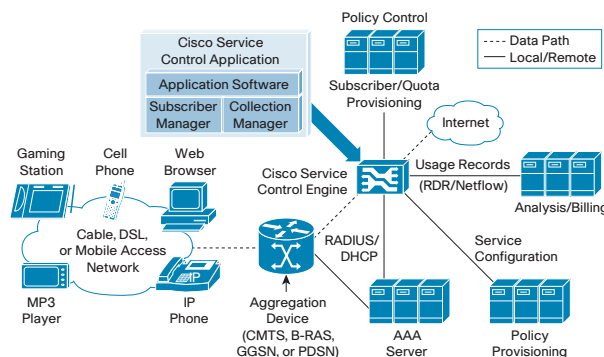 Policy Control
Cisco Service
Control Application
Application Software
Subscriber
Manager
Collection
Manager
Data Path
Local/Remote
Subscriber/Quota
Provisioning
Internet
Gaming
Station
Cell
Phone
Web
Browser
Cisco Service
Control Engine
Usage Records
(RDR/Netflow)
Analysis/Billing
Cable, DSL,
or Mobile Access
Network
RADIUS/
DHCP
Service
Configuration
IP
MP3
Player
IP
Phone
Aggregation
Device
(CMTS, B-RAS,
GGSN, or PDSN)
AAA
Server
Policy
Provisioning